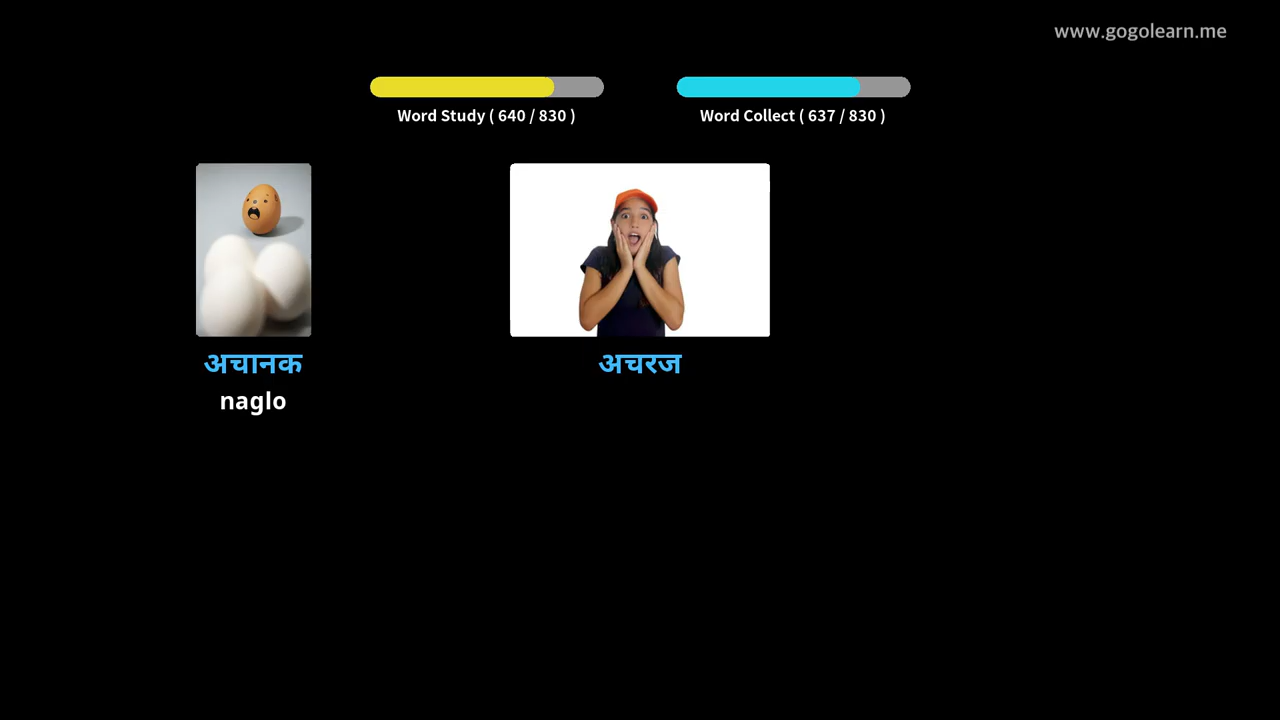 www.gogolearn.me
Word Study ( 640 / 830 )
Word Collect ( 637 / 830 )
अचानक
naglo
अचरज